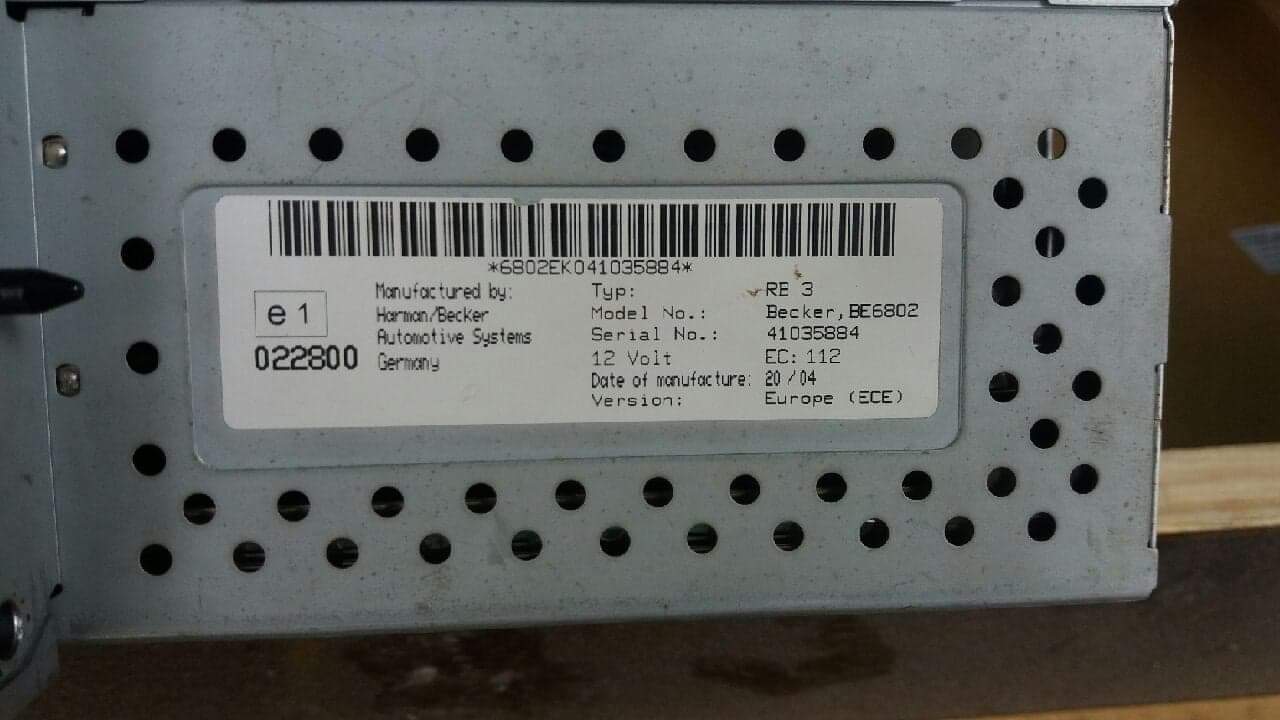 *6802EK041035884*
e 1
022800
Manufactured by:
Harman/Becker
Automotive Systems
Germany
Typ: RE 3
Model No.: Becker,BE6802
Serial No.: 41035884
12 Volt EC: 112
Date of manufacture: 20/04
Version: Europe (ECE)